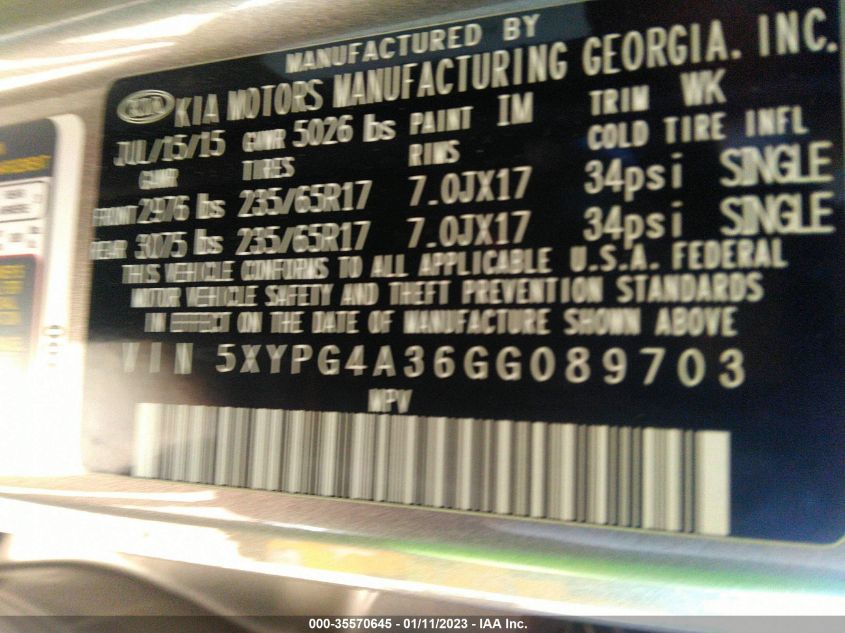 MANUFACTURED BY
KIA KIA MOTORS MANUFACTURING GEORGIA. INC.
JUL/15/15 GVWR 5026 lbs PAINT IM TRIM WK
GAWR TIRES RIMS COLD TIRE INFL
FRONT 2976 lbs 235/65R17 7.0JX17 34psi SINGLE
REAR 3075 lbs 235/65R17 7.0JX17 34psi SINGLE
THIS VEHICLE CONFORMS TO ALL APPLICABLE U.S.A. FEDERAL
MOTOR VEHICLE SAFETY AND THEFT PREVENTION STANDARDS
IN EFFECT ON THE DATE OF MANUFACTURE SHOWN ABOVE
VIN 5XYPG4A36GG089703
MPV
000-35570645 - 01/11/2023 - IAA Inc.